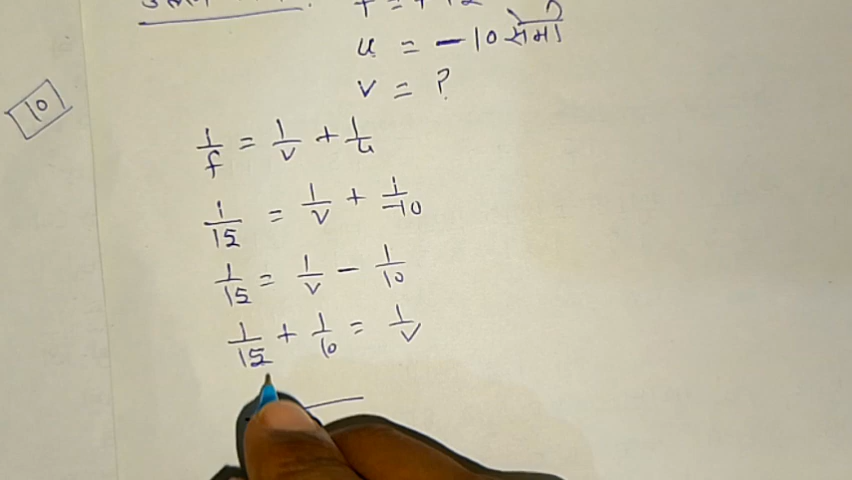 u = -10 सेमी
v = ?
10
1/f = 1/v + 1/u
1/15 = 1/v + 1/-10
1/15 = 1/v - 1/10
1/15 + 1/10 = 1/v